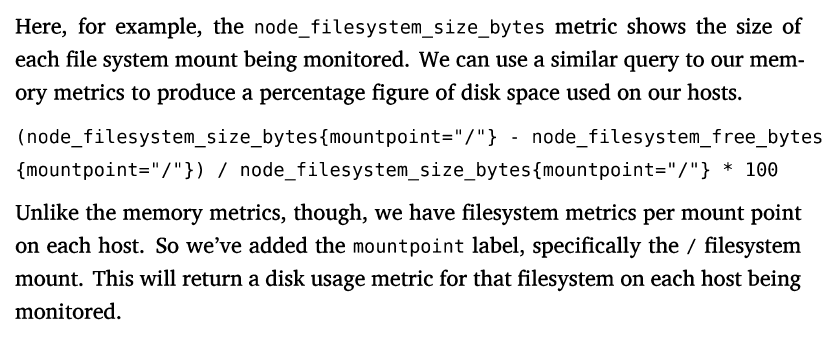 Here, for example, the node_filesystem_size_bytes metric shows the size of
each file system mount being monitored. We can use a similar query to our mem-
ory metrics to produce a percentage figure of disk space used on our hosts.
(node_filesystem_size_bytes{mountpoint="/"} - node_filesystem_free_bytes
{mountpoint="/"}) / node_filesystem_size_bytes{mountpoint="/"} * 100
Unlike the memory metrics, though, we have filesystem metrics per mount point
on each host. So we’ve added the mountpoint label, specifically the / filesystem
mount. This will return a disk usage metric for that filesystem on each host being
monitored.